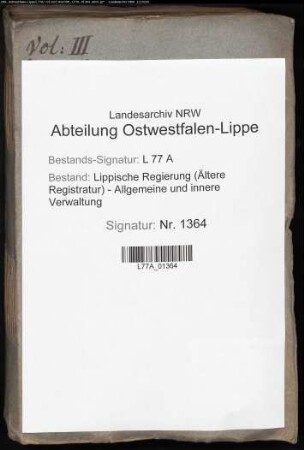 Vol: III
Landesarchiv NRW
Abteilung Ostwestfalen-Lippe
Bestands-Signatur: L 77 A
Bestand: Lippische Regierung (Ältere
Registratur) - Allgemeine und innere
Verwaltung
Signatur: Nr. 1364
L77A_01364